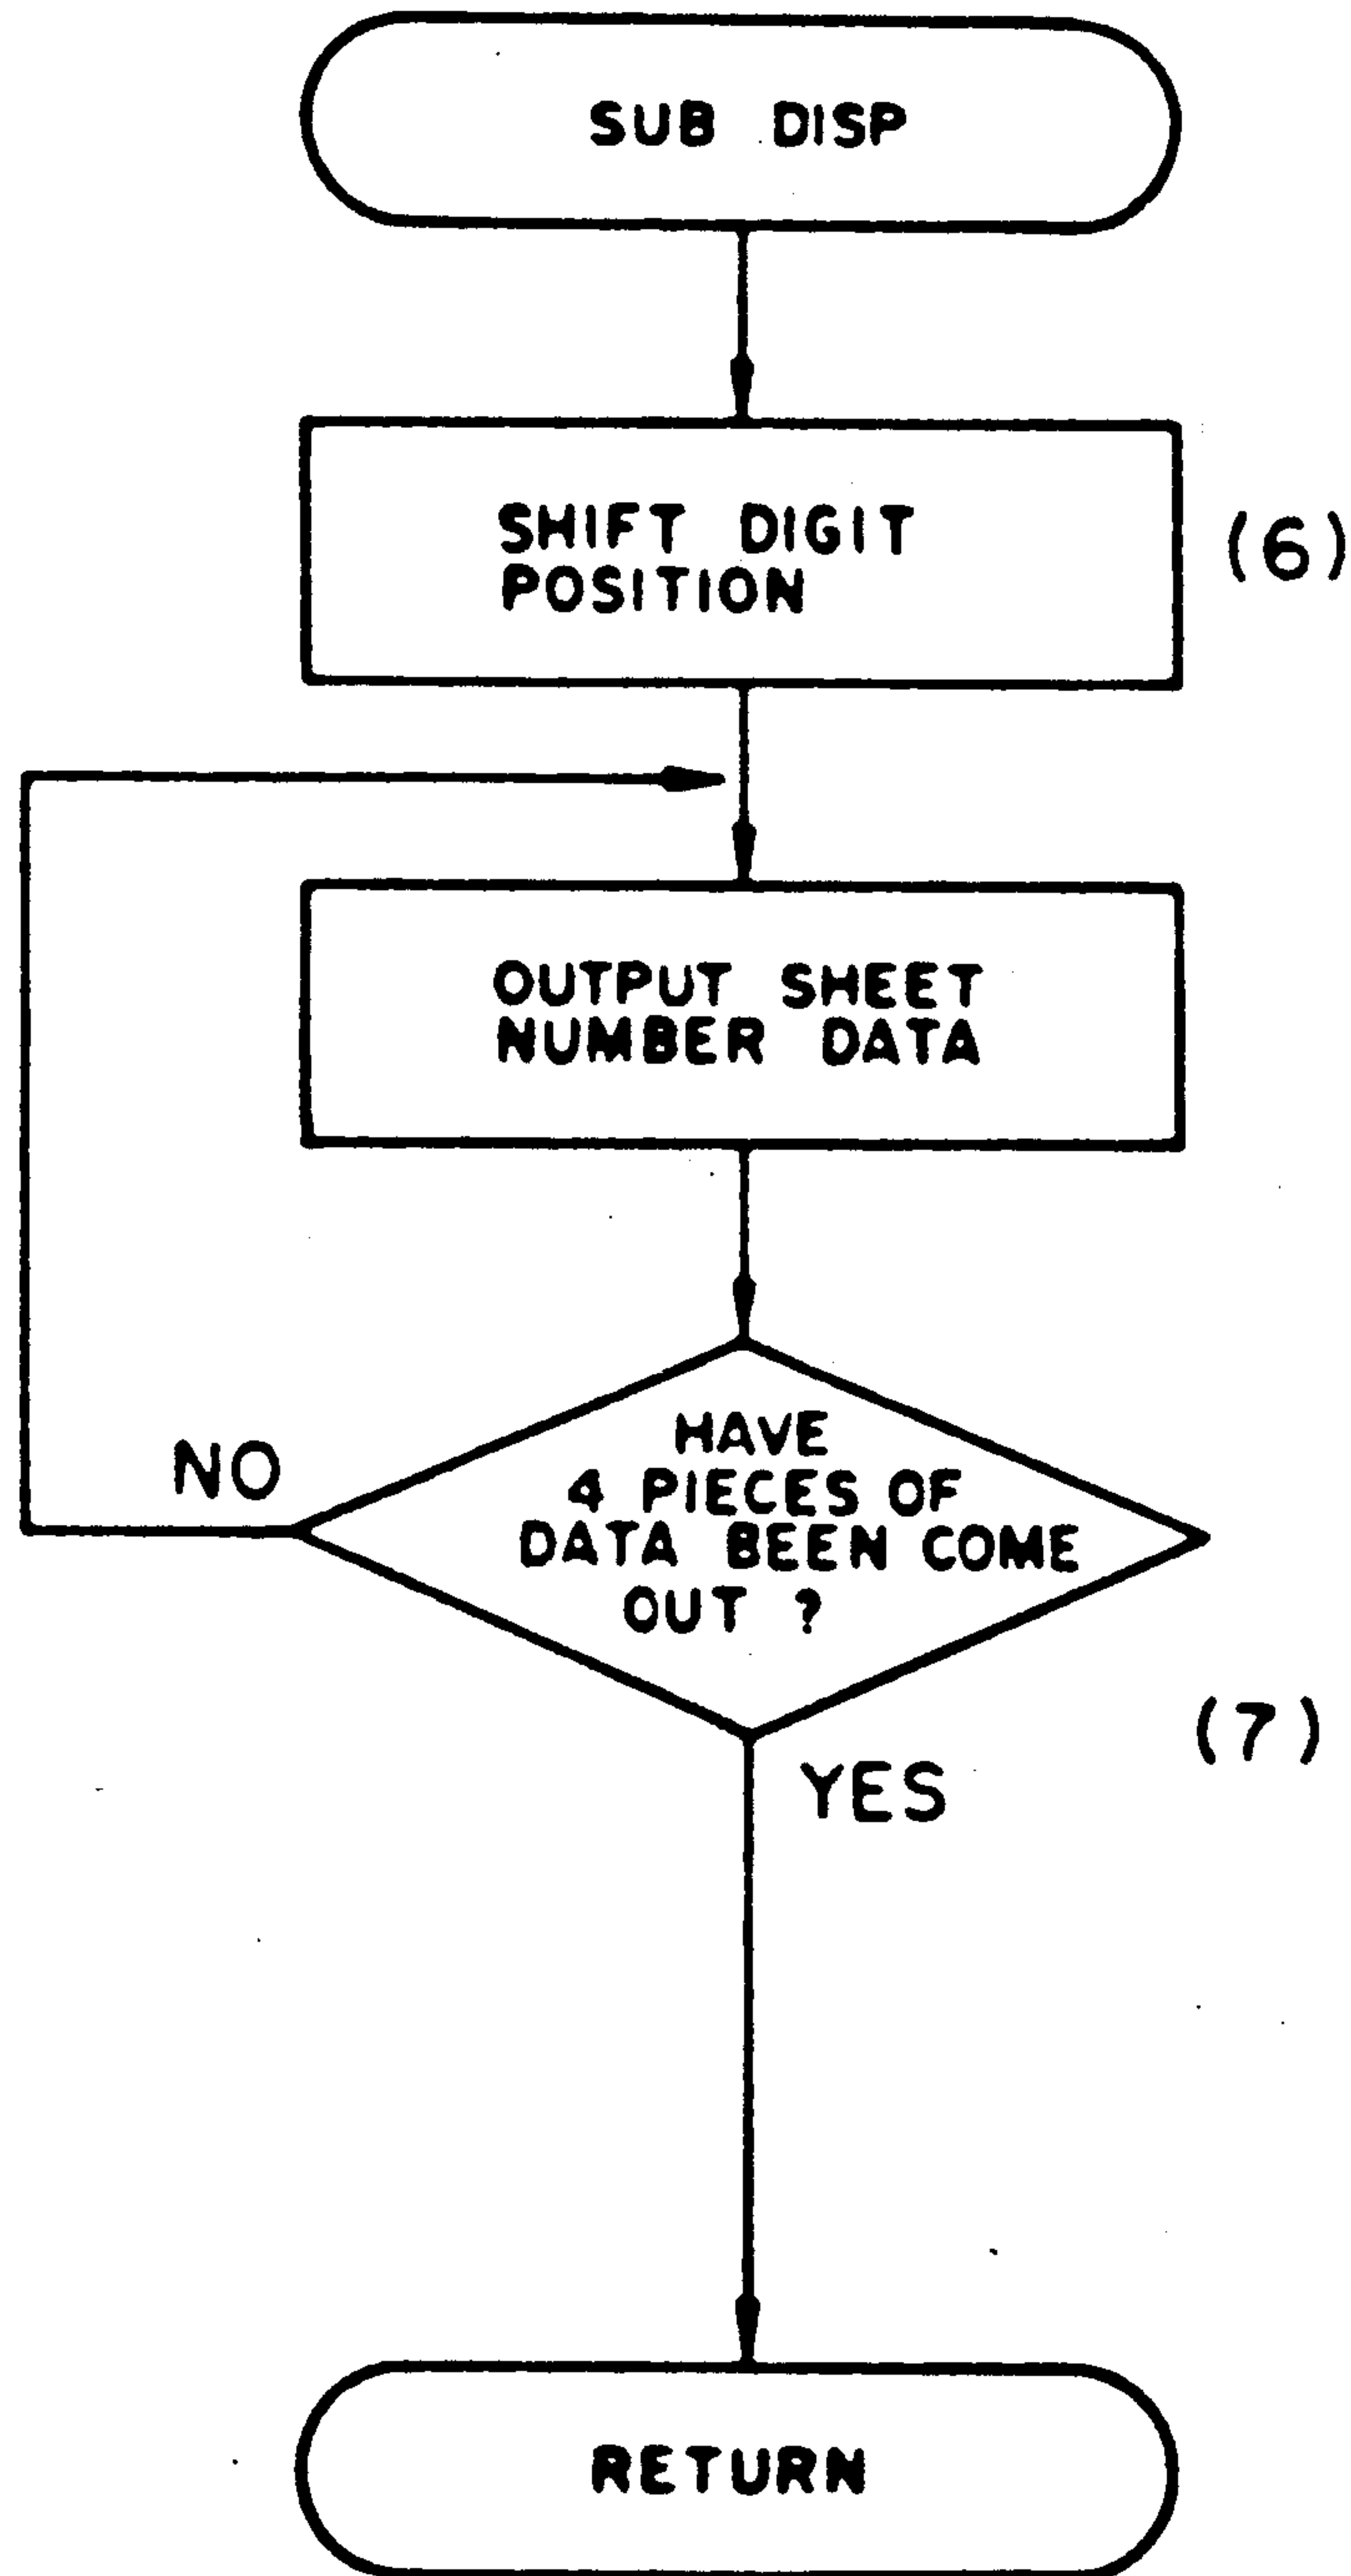 SUB DISP
SHIFT DIGIT
POSITION
(6)
OUTPUT SHEET
NUMBER DATA
HAVE
4 PIECES OF
DATA BEEN COME
OUT ?
NO
(7)
YES
RETURN